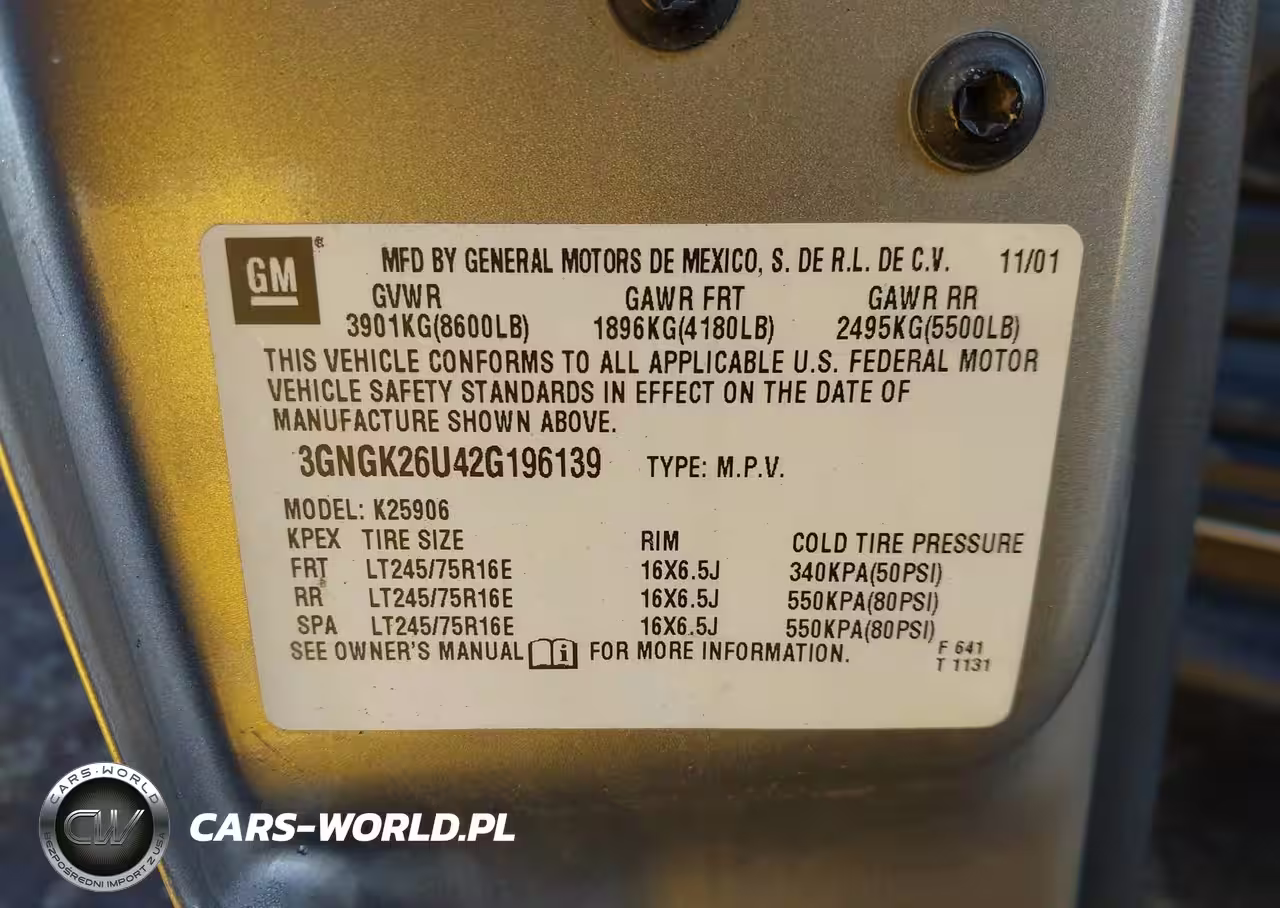 GM
MFD BY GENERAL MOTORS DE MEXICO, S. DE R.L. DE C.V. 11/01
GVWR GAWR FRT GAWR RR
3901KG(8600LB) 1896KG(4180LB) 2495KG(5500LB)
THIS VEHICLE CONFORMS TO ALL APPLICABLE U.S. FEDERAL MOTOR
VEHICLE SAFETY STANDARDS IN EFFECT ON THE DATE OF
MANUFACTURE SHOWN ABOVE.
3GNGK26U42G196139 TYPE: M.P.V.
MODEL: K25906
KPEX TIRE SIZE RIM COLD TIRE PRESSURE
FRT LT245/75R16E 16X6.5J 340KPA(50PSI)
RR LT245/75R16E 16X6.5J 550KPA(80PSI)
SPA LT245/75R16E 16X6.5J 550KPA(80PSI)
SEE OWNER'S MANUAL i FOR MORE INFORMATION. F 641
T 1131
CARS-WORLD
CW
BEZPOŚREDNI IMPORT Z USA
CARS-WORLD.PL